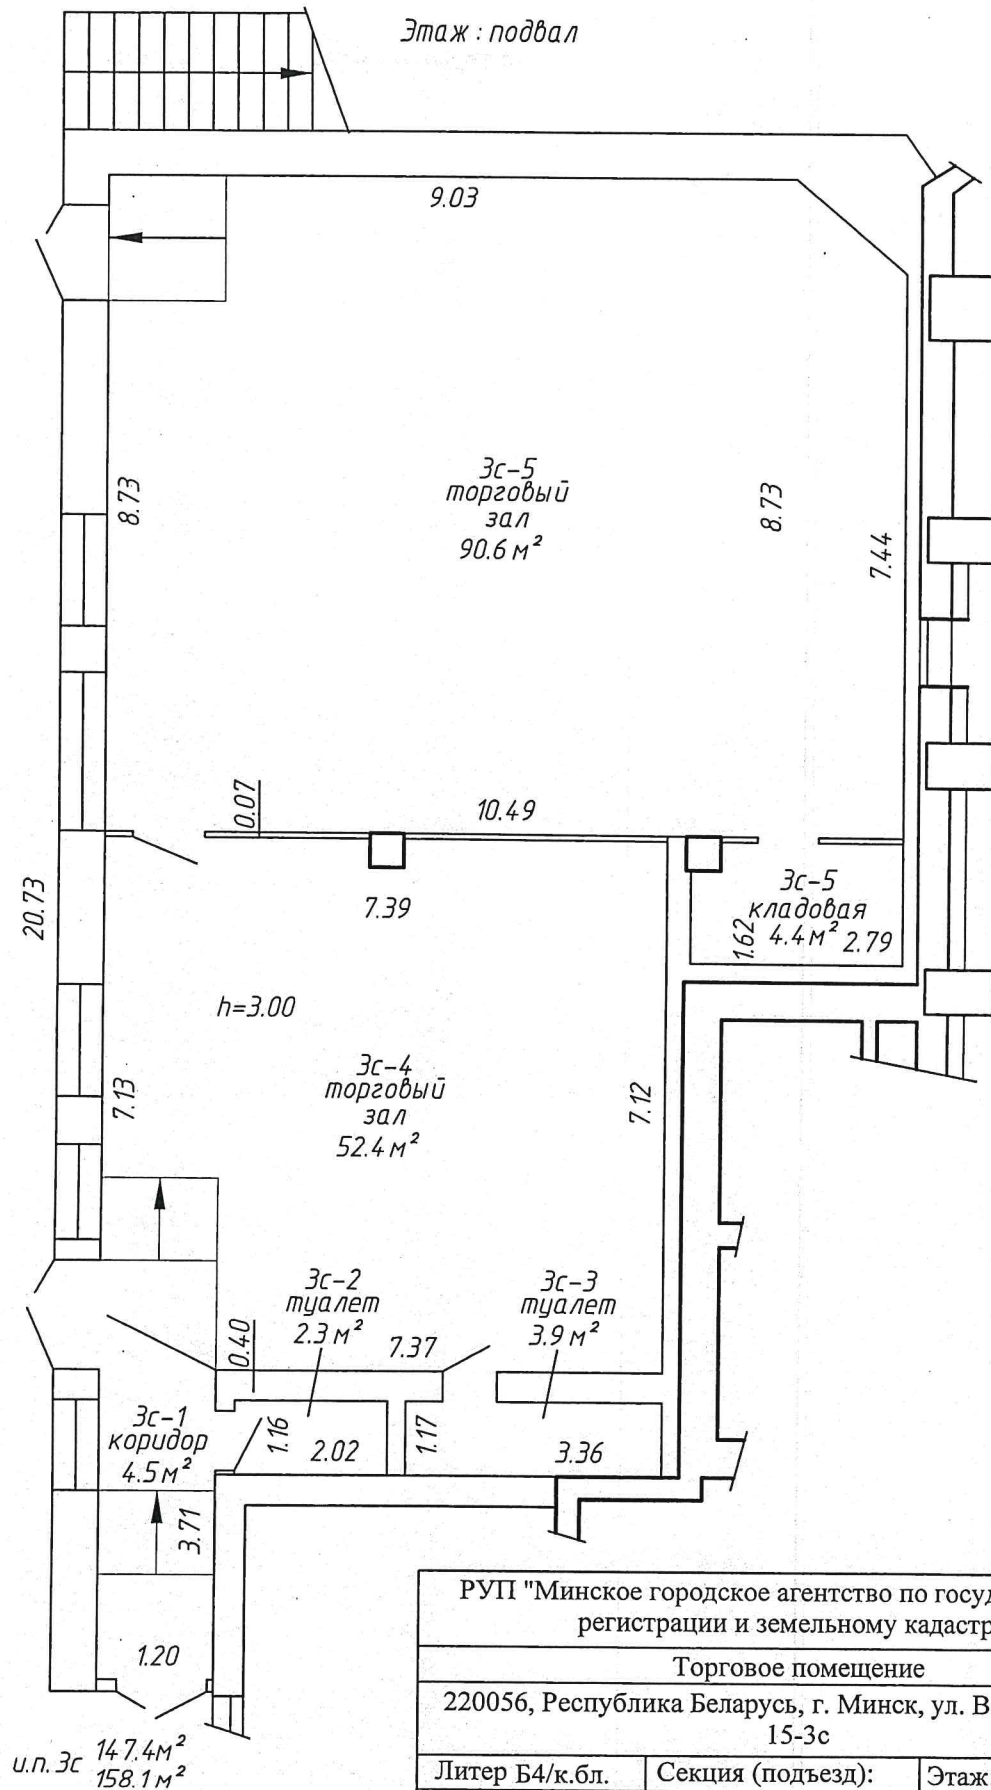 Этаж : подвал
9.03
3с-5
торговый
зал
90.6 м²
8.73
8.73
7.44
0.07
10.49
20.73
7.39
3с-5
кладовая
4.4 м²
1.62
2.79
h=3.00
3с-4
торговый
зал
52.4 м²
7.13
7.12
3с-2
туалет
2.3 м²
3с-3
туалет
3.9 м²
0.40
7.37
3с-1
коридор
4.5 м²
1.16
2.02
1.17
3.36
3.71
1.20
и.п. 3с
147.4м²
158.1 м²
РУП "Минское городское агентство по госуд
регистрации и земельному кадастр
Торговое помещение
220056, Республика Беларусь, г. Минск, ул. В
15-3с
Литер Б4/к.бл.
Секция (подъезд):
Этаж